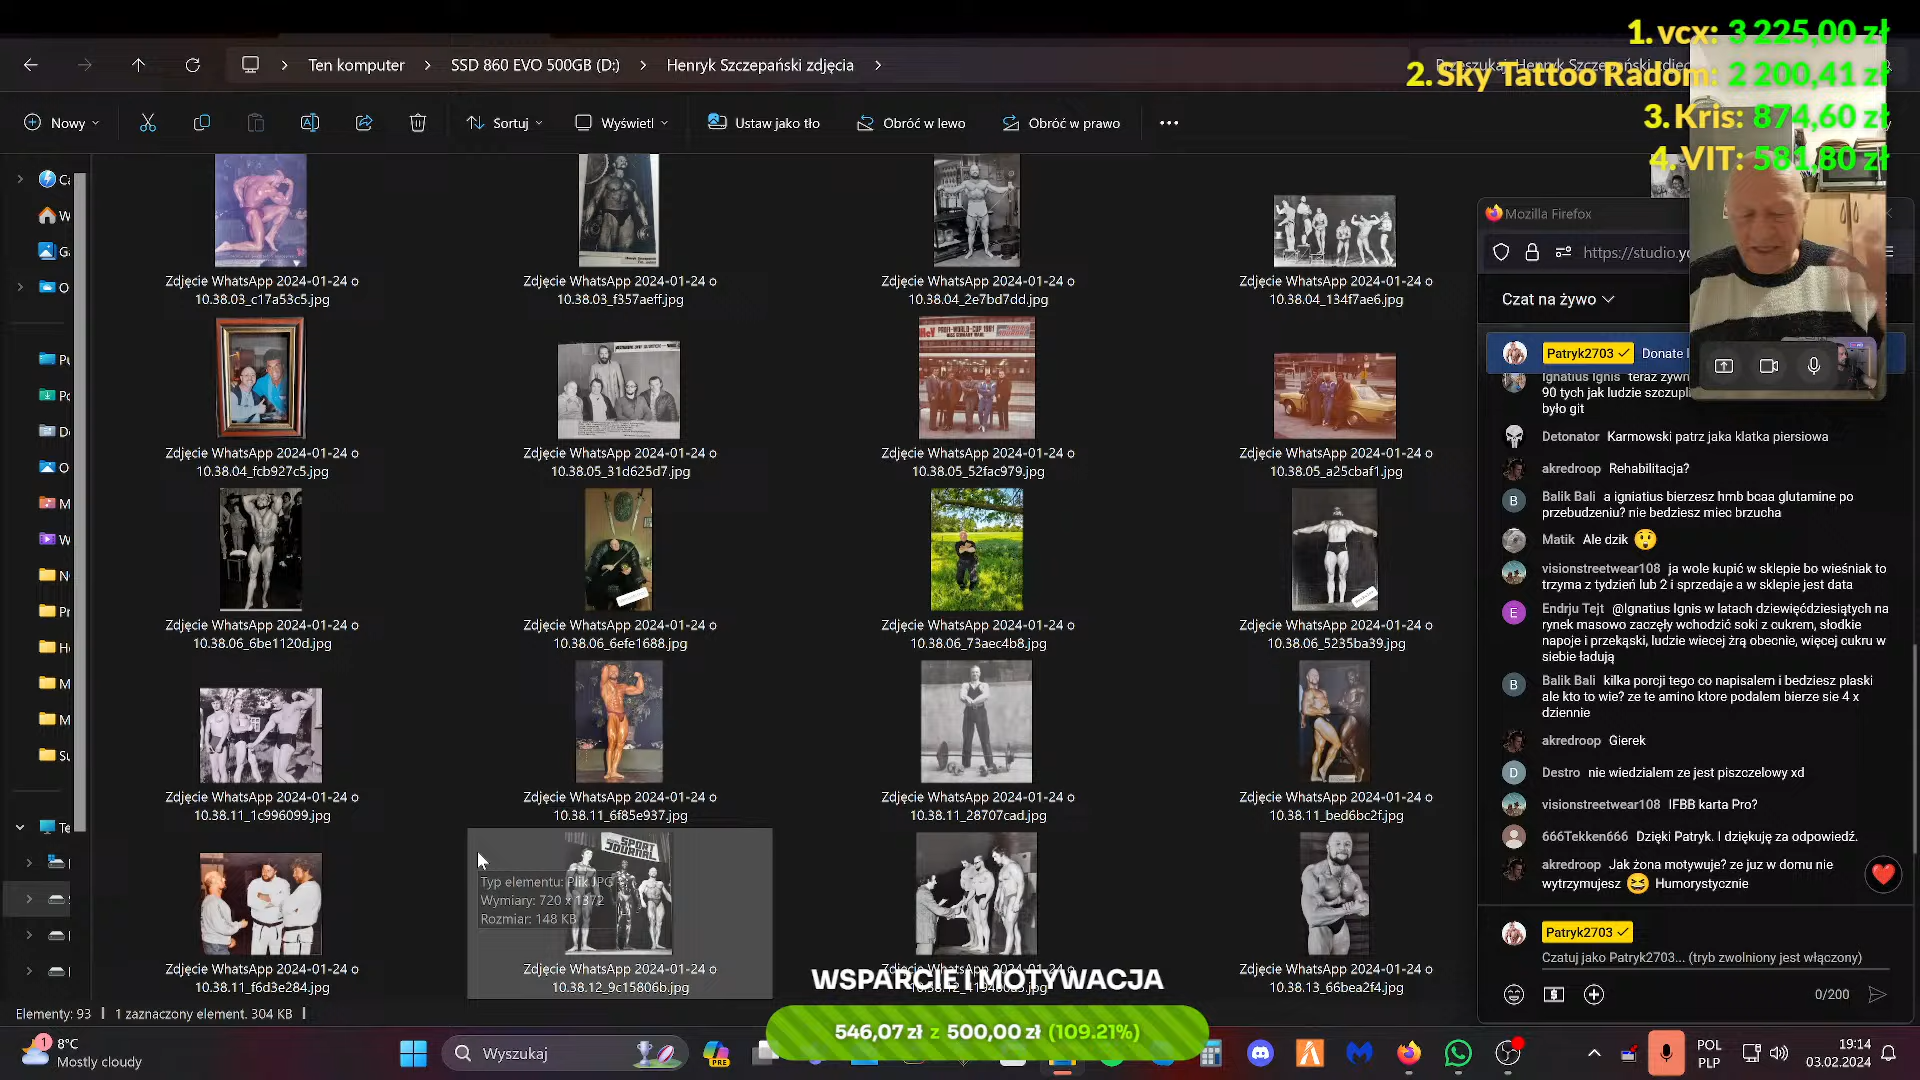 1. vcx: 3 225,00 zł
2. Sky Tattoo Radom: 2 200,41 zł
3. Kris: 874,60 zł
4. VIT: 581,80 zł
Ten komputer
SSD 860 EVO 500GB (D:)
Henryk Szczepański zdjęcia
Nowy
Sortuj
Wyświetl
Ustaw jako tło
Obróć w lewo
Obróć w prawo
Zdjęcie WhatsApp 2024-01-24 o
10.38.03_c17a53c5.jpg
Zdjęcie WhatsApp 2024-01-24 o
10.38.03_f357aeff.jpg
Zdjęcie WhatsApp 2024-01-24 o
10.38.04_2e7bd7dd.jpg
Zdjęcie WhatsApp 2024-01-24 o
10.38.04_134f7ae6.jpg
Zdjęcie WhatsApp 2024-01-24 o
10.38.04_fcb927c5.jpg
Zdjęcie WhatsApp 2024-01-24 o
10.38.05_31d625d7.jpg
Zdjęcie WhatsApp 2024-01-24 o
10.38.05_52fac979.jpg
Zdjęcie WhatsApp 2024-01-24 o
10.38.05_a25cbaf1.jpg
Zdjęcie WhatsApp 2024-01-24 o
10.38.06_6be1120d.jpg
Zdjęcie WhatsApp 2024-01-24 o
10.38.06_6efe1688.jpg
Zdjęcie WhatsApp 2024-01-24 o
10.38.06_73aec4b8.jpg
Zdjęcie WhatsApp 2024-01-24 o
10.38.06_5235ba39.jpg
Zdjęcie WhatsApp 2024-01-24 o
10.38.11_1c996099.jpg
Zdjęcie WhatsApp 2024-01-24 o
10.38.11_6f85e937.jpg
Zdjęcie WhatsApp 2024-01-24 o
10.38.11_28707cad.jpg
Zdjęcie WhatsApp 2024-01-24 o
10.38.11_bed6bc2f.jpg
SPORT
JOURNAL
Typ elementu: Plik JPG
Wymiary: 720 x 1372
Rozmiar: 148 KB
Zdjęcie WhatsApp 2024-01-24 o
10.38.11_f6d3e284.jpg
Zdjęcie WhatsApp 2024-01-24 o
10.38.12_9c15806b.jpg
Zdjęcie WhatsApp 2024-01-24 o
10.38.13_66bea2f4.jpg
Elementy: 93
1 zaznaczony element. 304 KB
Mozilla Firefox
https://studio.yo
Czat na żywo
Patryk2703 Donate
Ignatius Ignis teraz żywn
90 tych jak ludzie szczupli
było git
Detonator Karmowski patrz jaka klatka piersiowa
akredroop Rehabilitacja?
Balik Bali a igniatius bierzesz hmb bcaa glutamine po
przebudzeniu? nie bedziesz miec brzucha
Matik Ale dzik
visionstreetwear108 ja wole kupić w sklepie bo wieśniak to
trzyma z tydzień lub 2 i sprzedaje a w sklepie jest data
Endrju Tejt @Ignatius Ignis w latach dziewięćdziesiątych na
rynek masowo zaczęły wchodzić soki z cukrem, słodkie
napoje i przekąski, ludzie wiecej żrą obecnie, więcej cukru w
siebie ładują
Balik Bali kilka porcji tego co napisalem i bedziesz plaski
ale kto to wie? ze te amino ktore podalem bierze sie 4 x
dziennie
akredroop Gierek
Destro nie wiedzialem ze jest piszczelowy xd
visionstreetwear108 IFBB karta Pro?
666Tekken666 Dzięki Patryk. I dziękuję za odpowiedź.
akredroop Jak żona motywuje? ze juz w domu nie
wytrzymujesz Humorystycznie
Patryk2703
Czatuj jako Patryk2703... (tryb zwolniony jest włączony)
0/200
WSPARCIE I MOTYWACJA
546,07 zł z 500,00 zł (109.21%)
1
8°C
Mostly cloudy
Wyszukaj
PRE
POL
PLP
19:14
03.02.2024